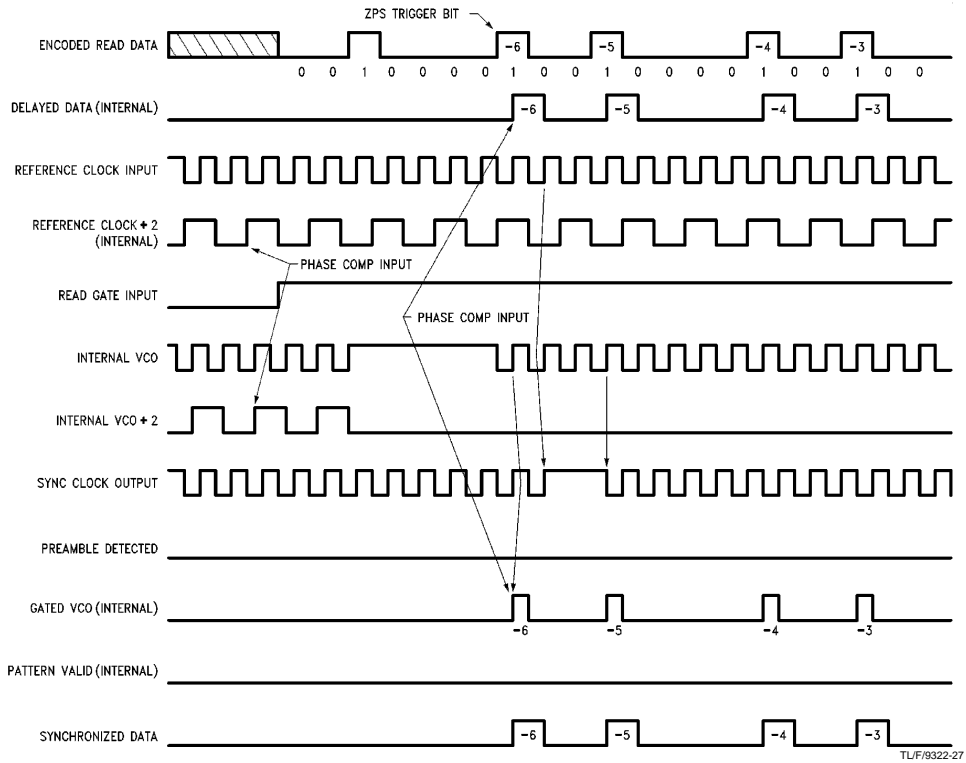 ZPS TRIGGER BIT
ENCODED READ DATA
-6 -5 -4 -3
0 0 1 0 0 0 0 1 0 0 1 0 0 0 0 1 0 0 1 0 0
DELAYED DATA (INTERNAL)
-6 -5 -4 -3
REFERENCE CLOCK INPUT
REFERENCE CLOCK + 2
(INTERNAL)
PHASE COMP INPUT
READ GATE INPUT
PHASE COMP INPUT
INTERNAL VCO
INTERNAL VCO + 2
SYNC CLOCK OUTPUT
PREAMBLE DETECTED
GATED VCO (INTERNAL)
-6 -5 -4 -3
PATTERN VALID (INTERNAL)
SYNCHRONIZED DATA
-6 -5 -4 -3
TL/F/9322-27